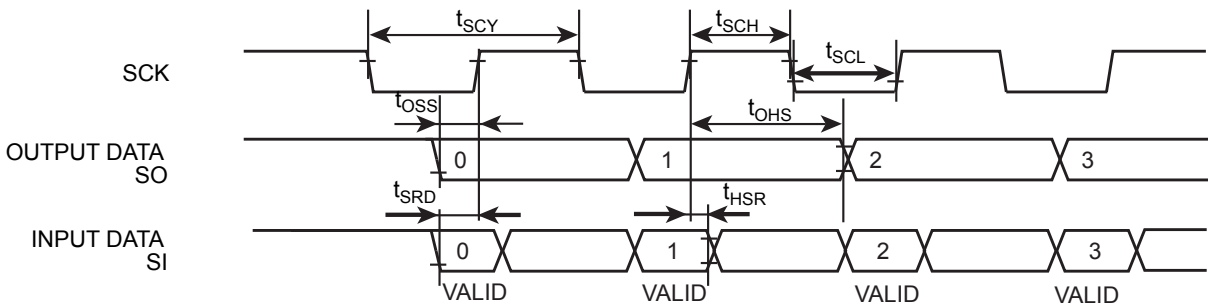 tSCY
tSCH
tSCL
SCK
tOSS
tOHS
OUTPUT DATA
SO
0 1 2 3
tSRD
tHSR
INPUT DATA
SI
0 1 2 3
VALID VALID VALID VALID